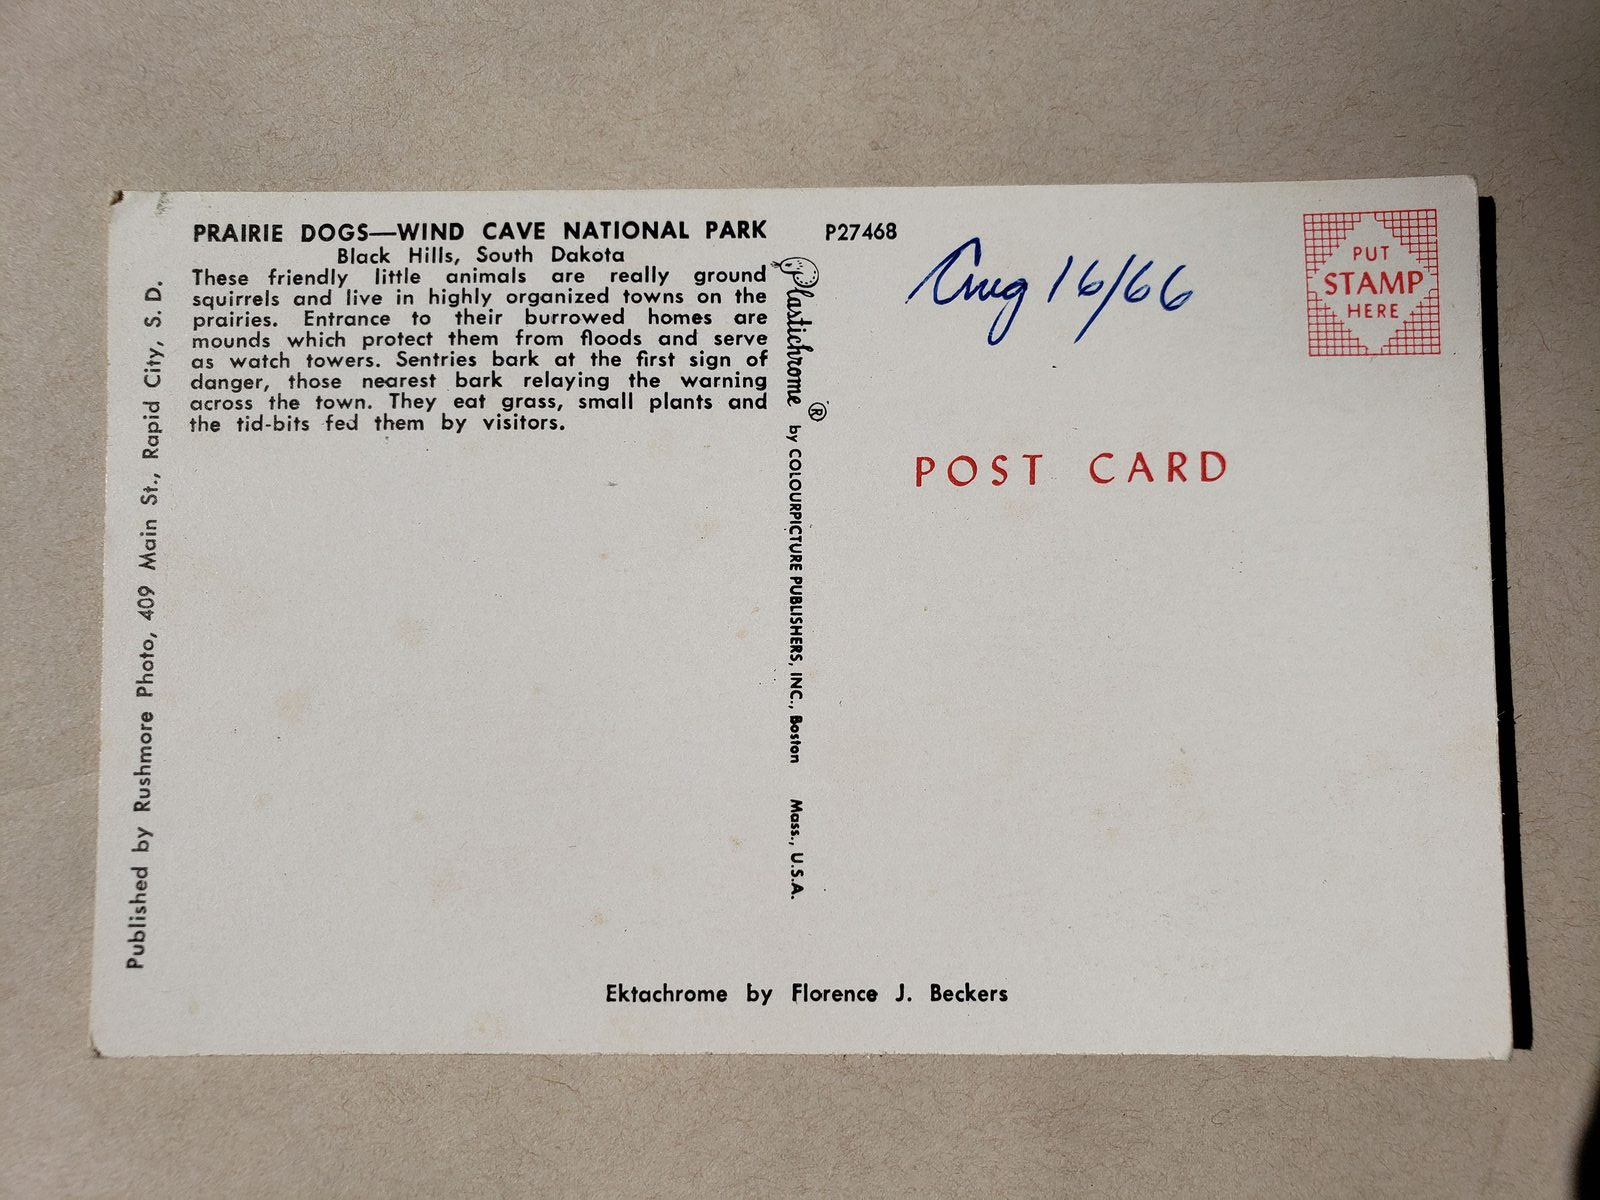 PRAIRIE DOGS—WIND CAVE NATIONAL PARK
Black Hills, South Dakota
These friendly little animals are really ground
squirrels and live in highly organized towns on the
prairies. Entrance to their burrowed homes are
mounds which protect them from floods and serve
as watch towers. Sentries bark at the first sign of
danger, those nearest bark relaying the warning
across the town. They eat grass, small plants and
the tid-bits fed them by visitors.
Published by Rushmore Photo, 409 Main St., Rapid City, S. D.
Plastichrome ® by COLOURPICTURE PUBLISHERS, INC., Boston Mass., U.S.A.
P27468
Aug 16/66
PUT
STAMP
HERE
POST CARD
Ektachrome by Florence J. Beckers